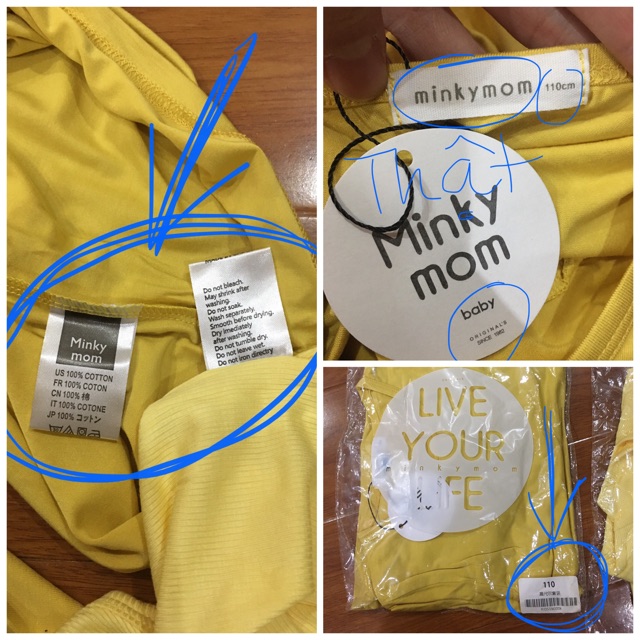 Minky
mom
US 100% COTTON
FR 100% COTON
CN 100% 棉
IT 100% COTONE
JP 100% コットン
Do not bleach.
May shrink after
washing.
Do not soak.
Wash separately.
Smooth before drying.
Dry imediately
after washing.
Do not tumble dry.
Do not leave wet.
Do not iron directry
minkymom
110cm
Thật
Minky
mom
baby
ORIGINALS
SINCE 1982
LIVE
YOUR
minkymom
110